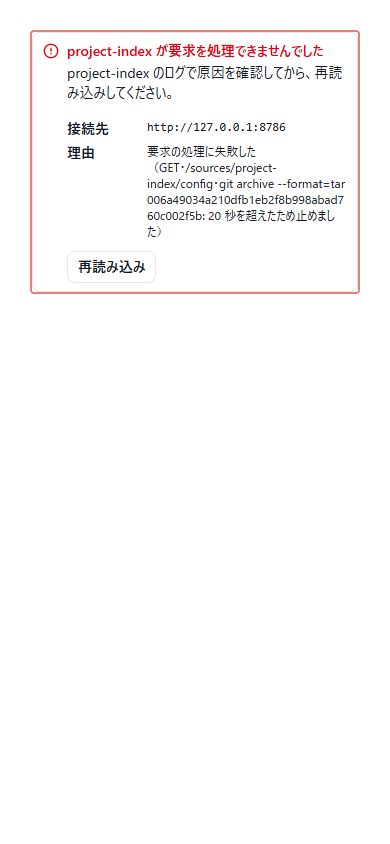 project-index が要求を処理できませんでした
project-index のログで原因を確認してから、再読
み込みしてください。
接続先 http://127.0.0.1:8786
理由 要求の処理に失敗した
（GET・/sources/project-
index/config・git archive --format=tar
006a49034a210dfb1eb2f8b998abad7
60c002f5b: 20 秒を超えたため止めまし
た）
再読み込み